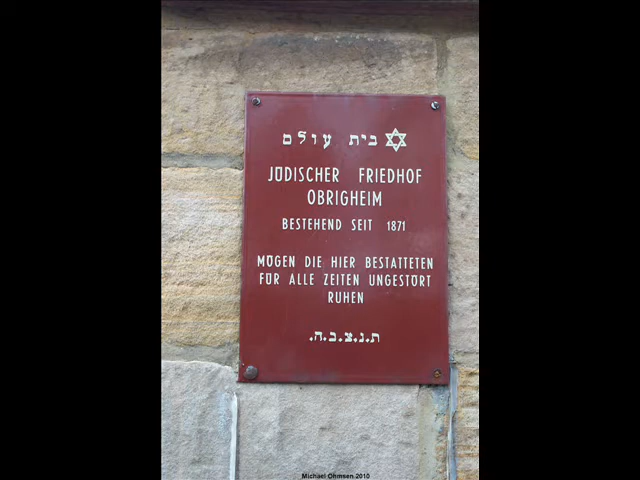 בית עולם
JÜDISCHER FRIEDHOF
OBRIGHEIM
BESTEHEND SEIT 1871
MÖGEN DIE HIER BESTATTETEN
FÜR ALLE ZEITEN UNGESTÖRT
RUHEN
ת.נ.צ.ב.ה.
Michael Ohmsen 2010